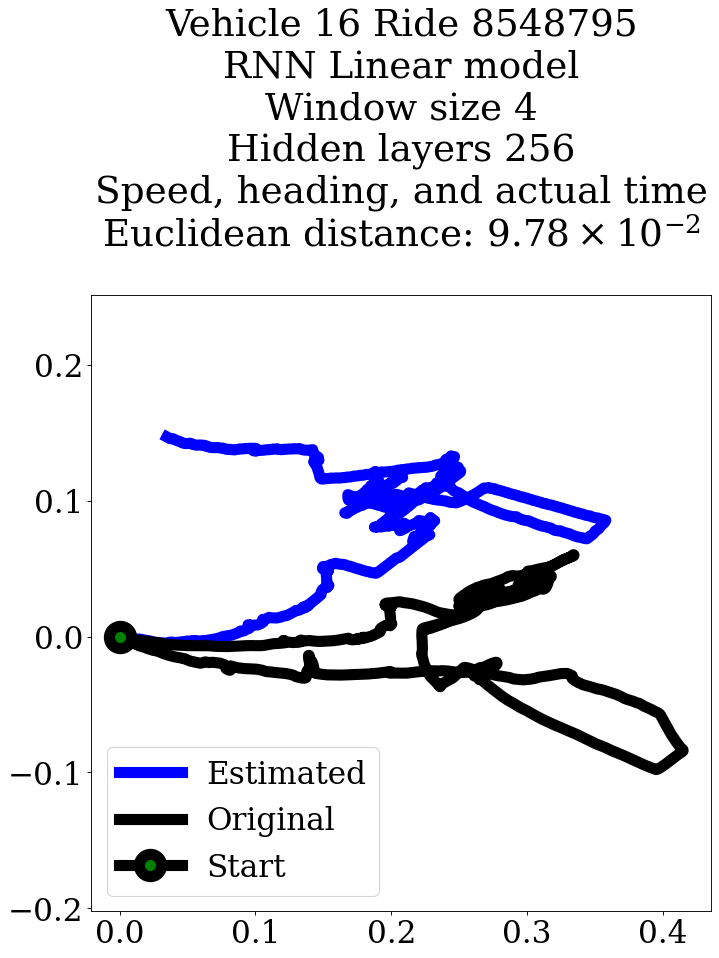 Vehicle 16 Ride 8548795
RNN Linear model
Window size 4
Hidden layers 256
Speed, heading, and actual time
Euclidean distance: 9.78 × 10⁻²
0.2
0.1
0.0
−0.1
−0.2
Estimated
Original
Start
0.0 0.1 0.2 0.3 0.4